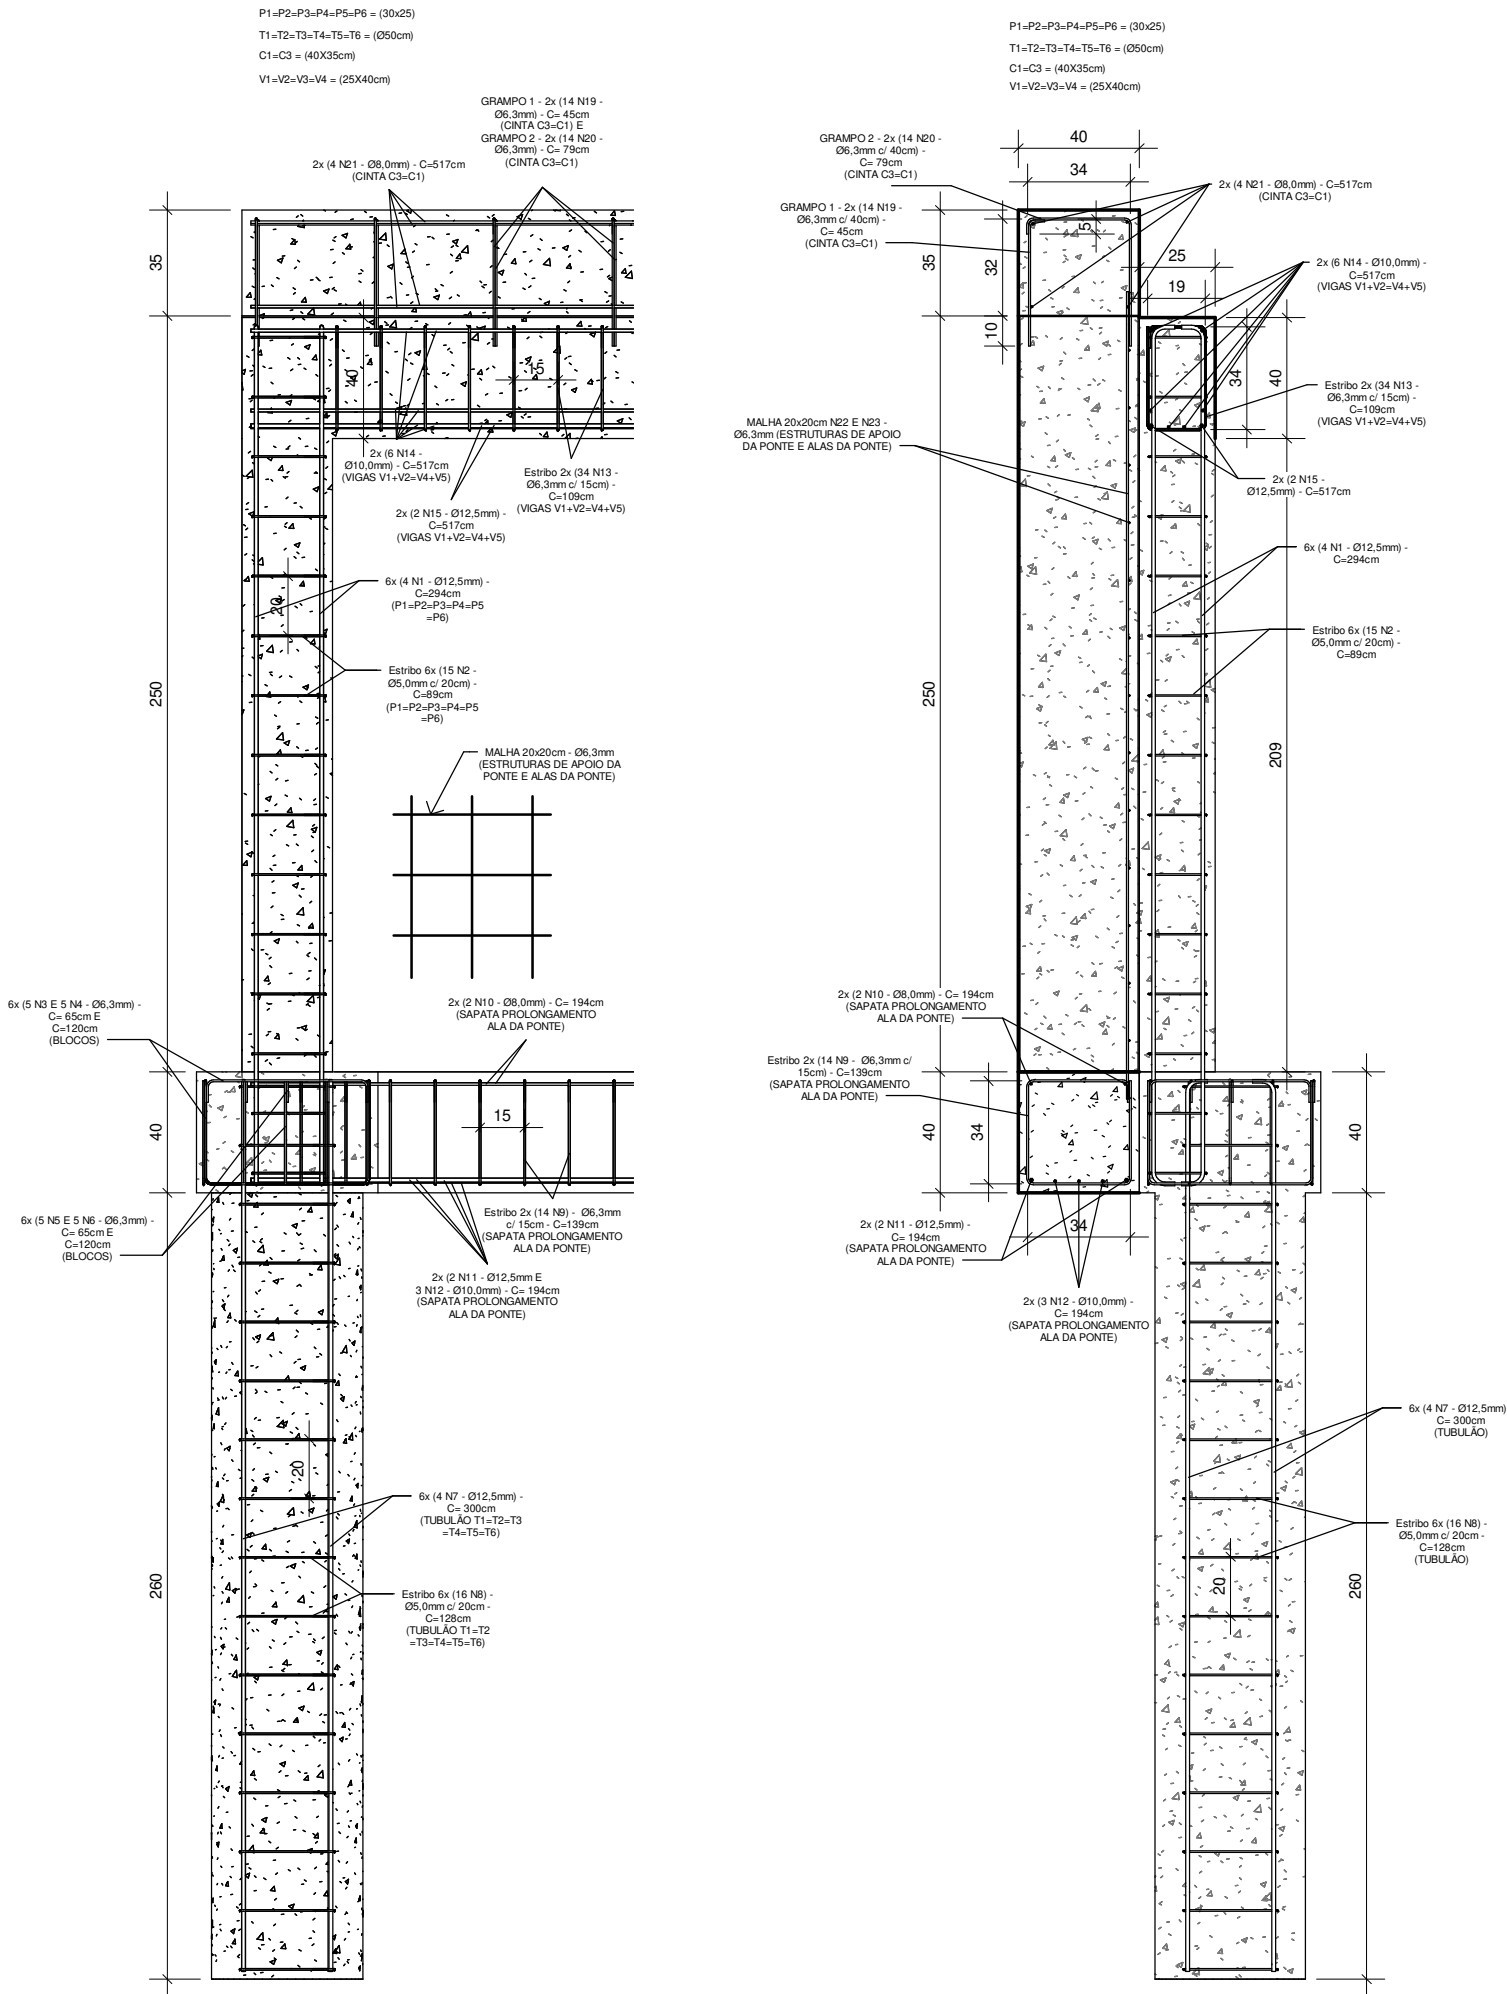 P1=P2=P3=P4=P5=P6 = (30x25)
T1=T2=T3=T4=T5=T6 = (Ø50cm)
C1=C3 = (40X35cm)
V1=V2=V3=V4 = (25X40cm)
GRAMPO 1 - 2x (14 N19 -
Ø6,3mm) - C= 45cm
(CINTA C3=C1) E
GRAMPO 2 - 2x (14 N20 -
Ø6,3mm) - C= 79cm
(CINTA C3=C1)
2x (4 N21 - Ø8,0mm) - C=517cm
(CINTA C3=C1)
35
40
15
2x (6 N14 -
Ø10,0mm) - C=517cm
(VIGAS V1+V2=V4+V5)
Estribo 2x (34 N13 -
Ø6,3mm c/ 15cm) -
C=109cm
(VIGAS V1+V2=V4+V5)
2x (2 N15 - Ø12,5mm) -
C=517cm
(VIGAS V1+V2=V4+V5)
6x (4 N1 - Ø12,5mm) -
C=294cm
(P1=P2=P3=P4=P5
=P6)
20
Estribo 6x (15 N2 -
Ø5,0mm c/ 20cm) -
C=89cm
(P1=P2=P3=P4=P5
=P6)
250
MALHA 20x20cm - Ø6,3mm
(ESTRUTURAS DE APOIO DA
PONTE E ALAS DA PONTE)
6x (5 N3 E 5 N4 - Ø6,3mm) -
C= 65cm E
C=120cm
(BLOCOS)
2x (2 N10 - Ø8,0mm) - C= 194cm
(SAPATA PROLONGAMENTO
ALA DA PONTE)
40
15
6x (5 N5 E 5 N6 - Ø6,3mm) -
C= 65cm E
C=120cm
(BLOCOS)
Estribo 2x (14 N9) - Ø6,3mm
c/ 15cm - C=139cm
(SAPATA PROLONGAMENTO
ALA DA PONTE)
2x (2 N11 - Ø12,5mm E
3 N12 - Ø10,0mm) - C= 194cm
(SAPATA PROLONGAMENTO
ALA DA PONTE)
20
6x (4 N7 - Ø12,5mm) -
C= 300cm
(TUBULÃO T1=T2=T3
=T4=T5=T6)
260
Estribo 6x (16 N8) -
Ø5,0mm c/ 20cm -
C=128cm
(TUBULÃO T1=T2
=T3=T4=T5=T6)
P1=P2=P3=P4=P5=P6 = (30x25)
T1=T2=T3=T4=T5=T6 = (Ø50cm)
C1=C3 = (40X35cm)
V1=V2=V3=V4 = (25X40cm)
40
GRAMPO 2 - 2x (14 N20 -
Ø6,3mm c/ 40cm) -
C= 79cm
(CINTA C3=C1)
34
2x (4 N21 - Ø8,0mm) - C=517cm
(CINTA C3=C1)
GRAMPO 1 - 2x (14 N19 -
Ø6,3mm c/ 40cm) -
C= 45cm
(CINTA C3=C1)
5
35
32
25
2x (6 N14 - Ø10,0mm) -
C=517cm
(VIGAS V1+V2=V4+V5)
19
10
34
40
Estribo 2x (34 N13 -
Ø6,3mm c/ 15cm) -
C=109cm
(VIGAS V1+V2=V4+V5)
MALHA 20x20cm N22 E N23 -
Ø6,3mm (ESTRUTURAS DE APOIO
DA PONTE E ALAS DA PONTE)
2x (2 N15 -
Ø12,5mm) - C=517cm
6x (4 N1 - Ø12,5mm) -
C=294cm
Estribo 6x (15 N2 -
Ø5,0mm c/ 20cm) -
C=89cm
250
209
2x (2 N10 - Ø8,0mm) - C= 194cm
(SAPATA PROLONGAMENTO
ALA DA PONTE)
Estribo 2x (14 N9 - Ø6,3mm c/
15cm) - C=139cm
(SAPATA PROLONGAMENTO
ALA DA PONTE)
40
34
40
2x (2 N11 - Ø12,5mm) -
C= 194cm
(SAPATA PROLONGAMENTO
ALA DA PONTE)
34
2x (3 N12 - Ø10,0mm) -
C= 194cm
(SAPATA PROLONGAMENTO
ALA DA PONTE)
6x (4 N7 - Ø12,5mm)
C= 300cm
(TUBULÃO)
Estribo 6x (16 N8) -
Ø5,0mm c/ 20cm -
C=128cm
(TUBULÃO)
20
260